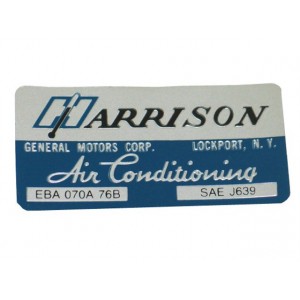 HARRISON
GENERAL MOTORS CORP. LOCKPORT, N. Y.
Air Conditioning
EBA 070A 76B SAE J639